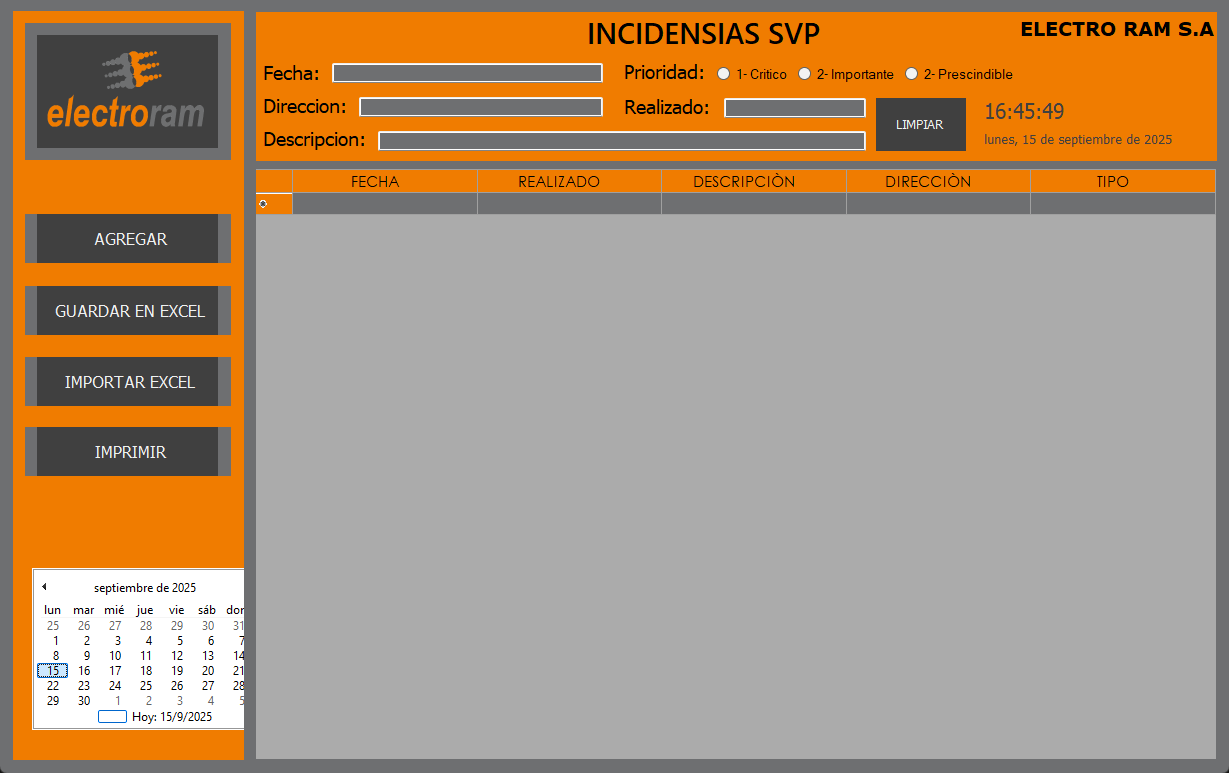 electroram
AGREGAR
GUARDAR EN EXCEL
IMPORTAR EXCEL
IMPRIMIR
septiembre de 2025
lun mar mié jue vie sáb dor
25 26 27 28 29 30 31
1 2 3 4 5 6 7
8 9 10 11 12 13 14
15 16 17 18 19 20 21
22 23 24 25 26 27 28
29 30 1 2 3 4 5
Hoy: 15/9/2025
INCIDENSIAS SVP
ELECTRO RAM S.A
Fecha:
Prioridad: 1- Critico 2- Importante 2- Prescindible
Direccion:
Realizado:
LIMPIAR
16:45:49
lunes, 15 de septiembre de 2025
Descripcion:
FECHA REALIZADO DESCRIPCIÒN DIRECCIÒN TIPO